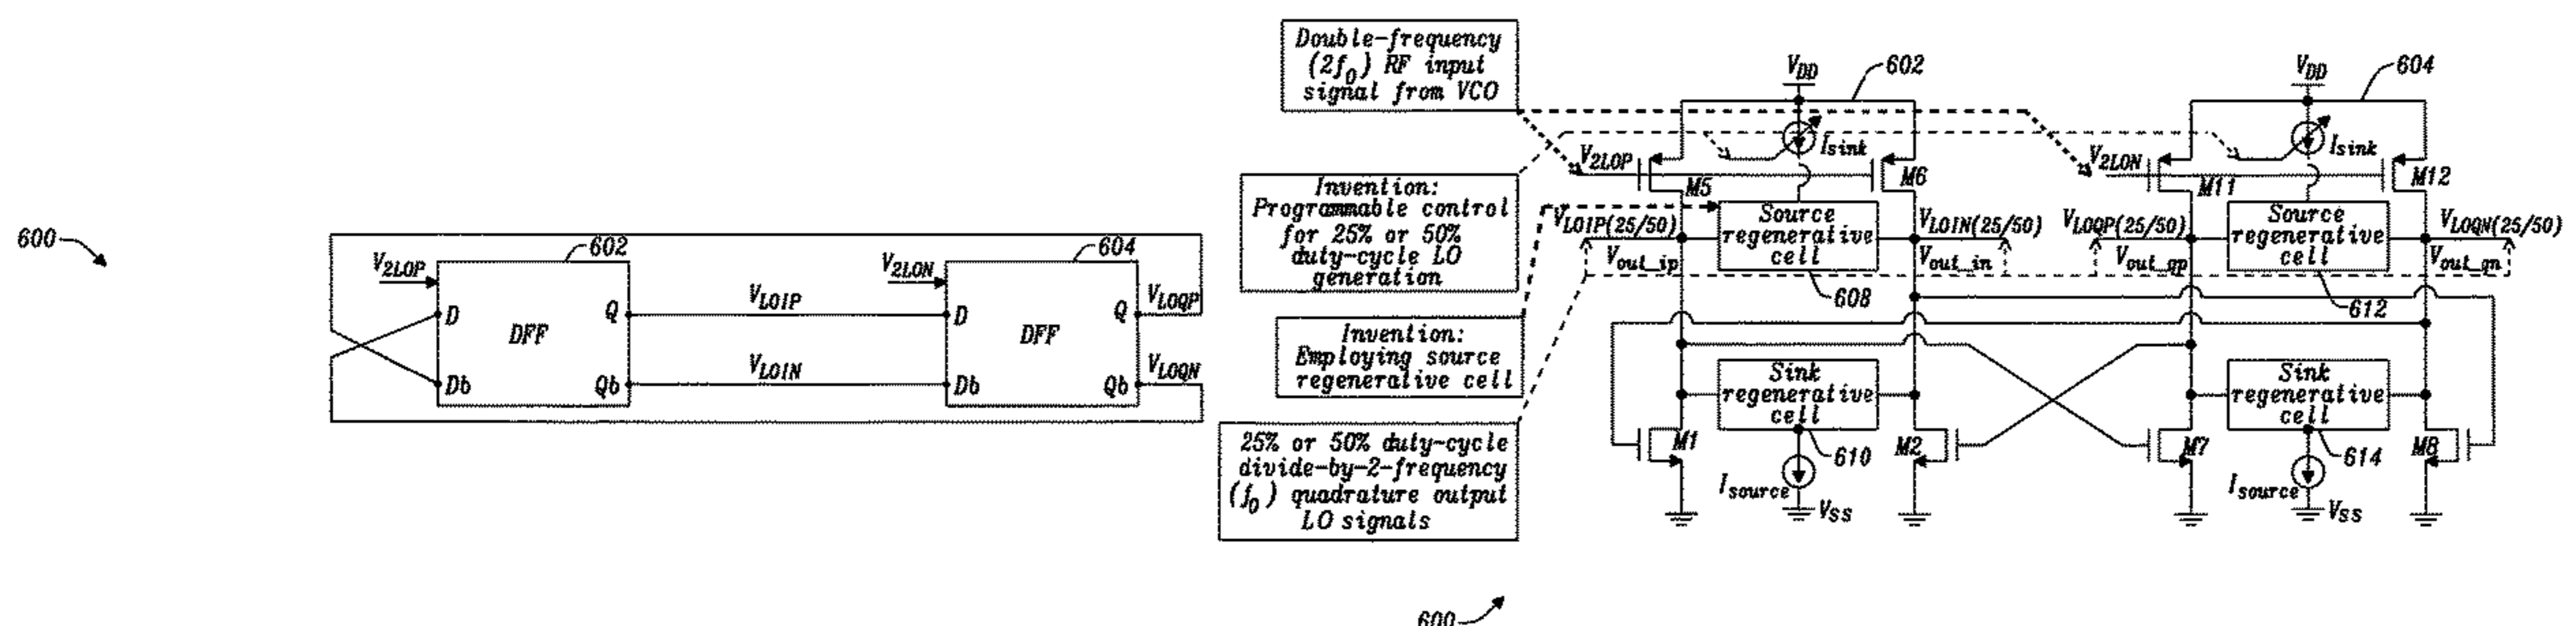 600
602
604
V2LOP
V2LON
D
Db
DFF
Q
Qb
VLOIP
VLOIN
D
Db
DFF
Q
Qb
VLOQP
VLOQN
Double-frequency
(2f0) RF input
signal from VCO
Invention:
Programmable control
for 25% or 50%
duty-cycle LO
generation
Invention:
Employing source
regenerative cell
25% or 50% duty-cycle
divide-by-2-frequency
(f0) quadrature output
LO signals
VDD
602
Isink
V2LOP
M5
M6
VLOIP(25/50)
Vout_ip
Source
regenerative
cell
608
VLOIN(25/50)
Vout_in
Sink
regenerative
cell
610
M1
M2
Isource
VSS
VDD
604
Isink
V2LON
M11
M12
VLOQP(25/50)
Vout_qp
Source
regenerative
cell
612
VLOQN(25/50)
Vout_qn
Sink
regenerative
cell
614
M7
M8
Isource
VSS
600